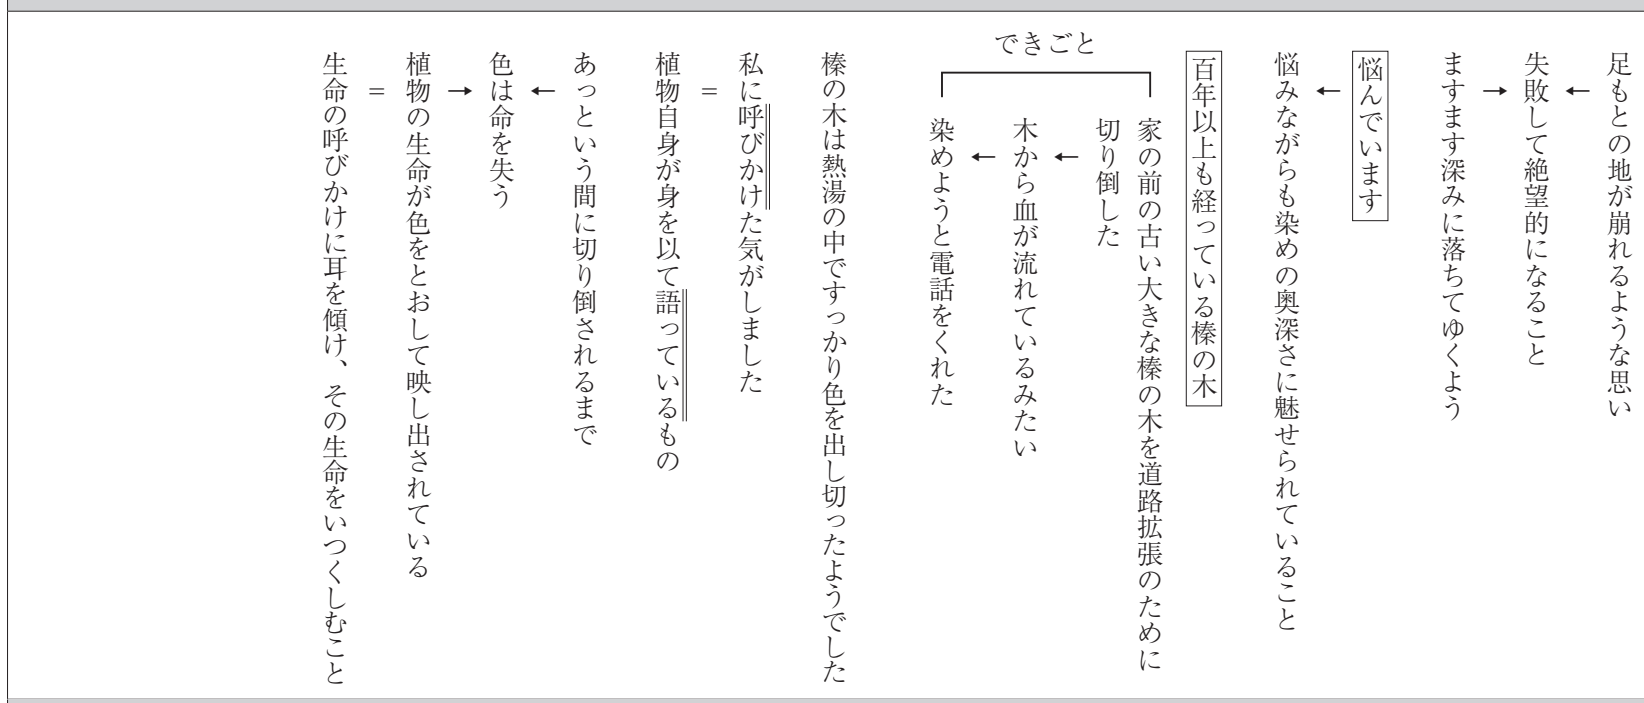 足もとの地が崩れるような思い
←
失敗して絶望的になること
→
ますます深みに落ちてゆくよう
悩んでいます
←
悩みながらも染めの奥深さに魅せられていること
百年以上も経っている榛の木
できごと
家の前の古い大きな榛の木を道路拡張のために
切り倒した
←
木から血が流れているみたい
←
染めようと電話をくれた
榛の木は熱湯の中ですっかり色を出し切ったようでした
私に呼びかけた気がしました
=
植物自身が身を以て語っているもの
あっという間に切り倒されるまで
←
色は命を失う
→
植物の生命が色をとおして映し出されている
=
生命の呼びかけに耳を傾け、その生命をいつくしむこと